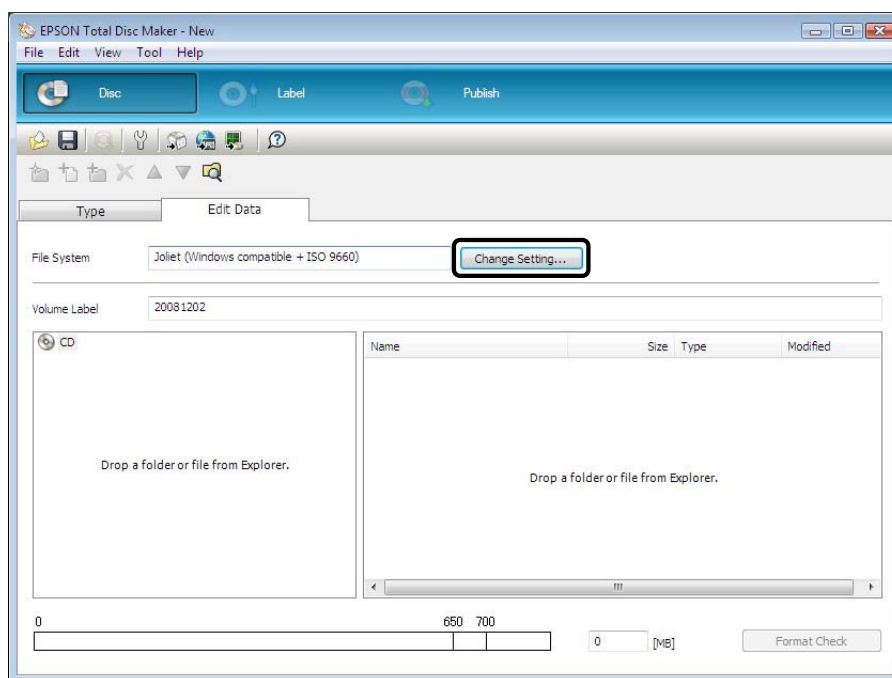 EPSON Total Disc Maker - New
File Edit View Tool Help
Disc Label Publish
Type Edit Data
File System Joliet (Windows compatible + ISO 9660) Change Setting...
Volume Label 20081202
CD
Name Size Type Modified
Drop a folder or file from Explorer.
Drop a folder or file from Explorer.
0 650 700
0 [MB] Format Check